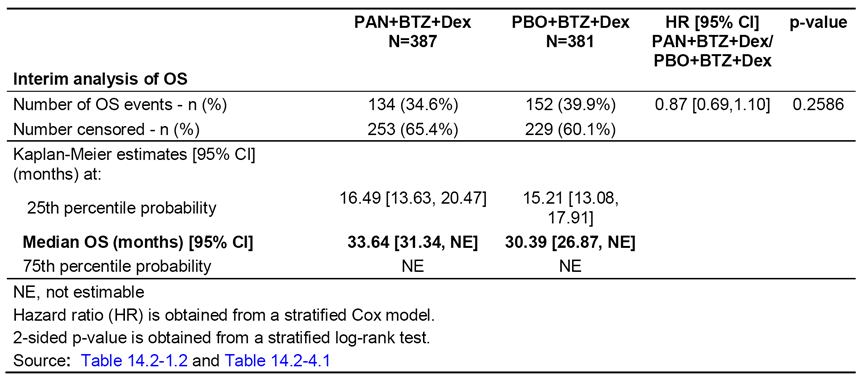 PAN+BTZ+Dex PBO+BTZ+Dex HR [95% CI] p-value
N=387 N=381 PAN+BTZ+Dex/
PBO+BTZ+Dex
Interim analysis of OS
Number of OS events - n (%) 134 (34.6%) 152 (39.9%) 0.87 [0.69,1.10] 0.2586
Number censored - n (%) 253 (65.4%) 229 (60.1%)
Kaplan-Meier estimates [95% CI]
(months) at:
25th percentile probability 16.49 [13.63, 20.47] 15.21 [13.08,
17.91]
Median OS (months) [95% CI] 33.64 [31.34, NE] 30.39 [26.87, NE]
75th percentile probability NE NE
NE, not estimable
Hazard ratio (HR) is obtained from a stratified Cox model.
2-sided p-value is obtained from a stratified log-rank test.
Source: Table 14.2-1.2 and Table 14.2-4.1